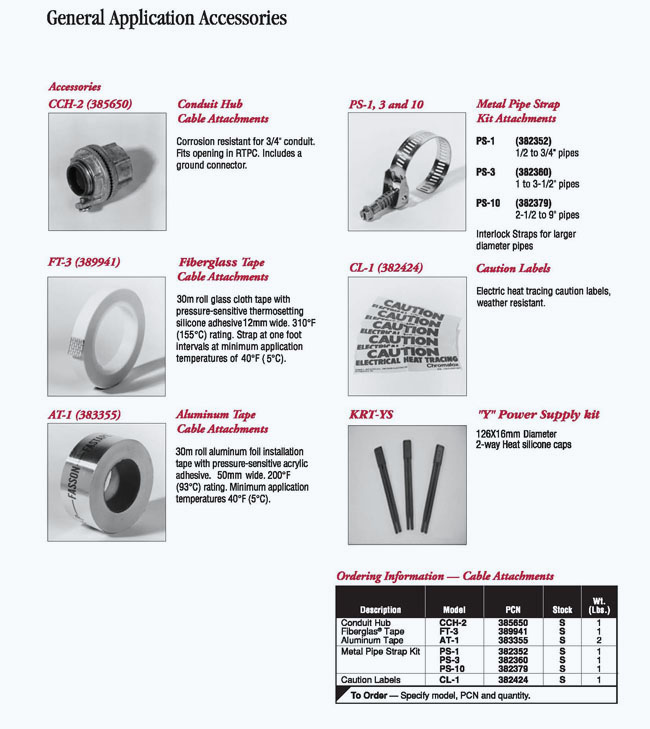 General Application Accessories
Accessories
CCH-2 (385650)
Conduit Hub
Cable Attachments
Corrosion resistant for 3/4" conduit.
Fits opening in RTPC. Includes a
ground connector.
FT-3 (389941)
Fiberglass Tape
Cable Attachments
30m roll glass cloth tape with
pressure-sensitive thermosetting
silicone adhesive 12mm wide. 310°F
(155°C) rating. Strap at one foot
intervals at minimum application
temperatures of 40°F ( 5°C).
AT-1 (383355)
Aluminum Tape
Cable Attachments
30m roll aluminum foil installation
tape with pressure-sensitive acrylic
adhesive. 50mm wide. 200°F
(93°C) rating. Minimum application
temperatures 40°F (5°C).
FASSON
PS-1, 3 and 10
Metal Pipe Strap
Kit Attachments
PS-1 (382352)
1/2 to 3/4" pipes
PS-3 (382360)
1 to 3-1/2" pipes
PS-10 (382379)
2-1/2 to 9" pipes
Interlock Straps for larger
diameter pipes
CL-1 (382424)
Caution Labels
Electric heat tracing caution labels,
weather resistant.
CAUTION
CAUTION
CAUTION
CAUTION
CAUTION
ELECTRICAL HEAT TRACING
Chromalox
KRT-YS
"Y" Power Supply kit
126X16mm Diameter
2-way Heat silicone caps
Ordering Information — Cable Attachments
Description Model PCN Stock Wt. (Lbs.)
Conduit Hub CCH-2 385650 S 1
Fiberglas® Tape FT-3 389941 S 1
Aluminum Tape AT-1 383355 S 2
Metal Pipe Strap Kit PS-1 382352 S 1
PS-3 382360 S 1
PS-10 382379 S 1
Caution Labels CL-1 382424 S 1
To Order — Specify model, PCN and quantity.